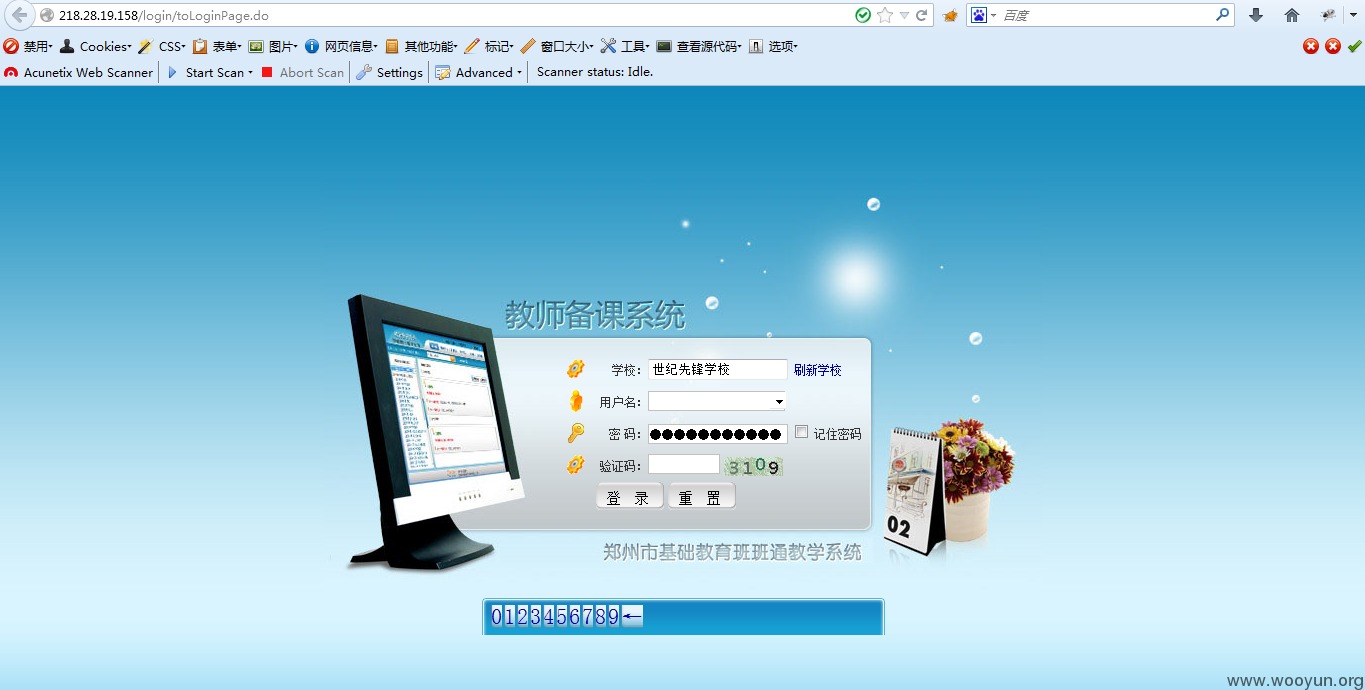 218.28.19.158/login/toLoginPage.do 百度
禁用 Cookies CSS 表单 图片 网页信息 其他功能 标记 窗口大小 工具 查看源代码 选项
Acunetix Web Scanner Start Scan Abort Scan Settings Advanced Scanner status: Idle.
教师备课系统
学校: 世纪先锋学校 刷新学校
用户名:
密码: 记住密码
验证码: 3109
登 录 重 置
02
郑州市基础教育班班通教学系统
0123456789←
www.wooyun.org